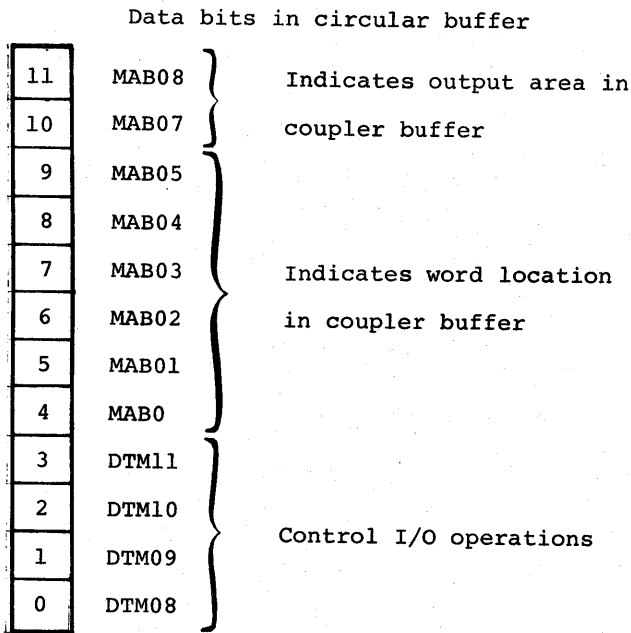 Data bits in circular buffer
11 MAB08 Indicates output area in
10 MAB07 coupler buffer
9 MAB05
8 MAB04
7 MAB03 Indicates word location
6 MAB02 in coupler buffer
5 MAB01
4 MAB0
3 DTM11
2 DTM10
1 DTM09 Control I/O operations
0 DTM08